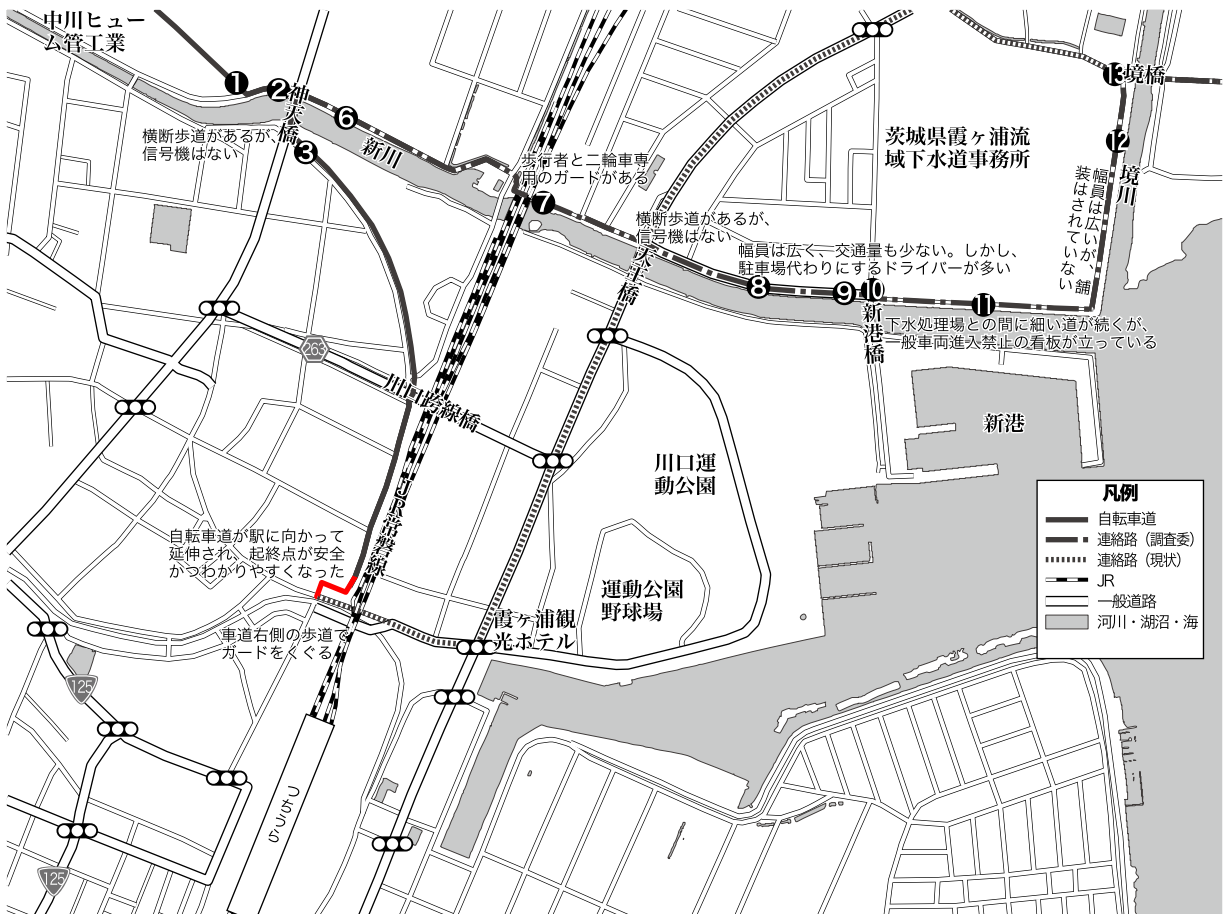 中川ヒュー
ム管工業
1
2
神天橋
3
6
新川
横断歩道があるが、
信号機はない
歩行者と二輪車専
用のガードがある
7
横断歩道があるが、
信号機はない
天王橋
幅員は広く、交通量も少ない。しかし、
駐車場代わりにするドライバーが多い
8
9
10
新港橋
11
下水処理場との間に細い道が続くが、
一般車両進入禁止の看板が立っている
茨城県霞ヶ浦流
域下水道事務所
13
境橋
12
境川
幅員は広いが、舗
装はされていない
263
川口跨線橋
JR常磐線
新港
川口運
動公園
運動公園
野球場
自転車道が駅に向かって
延伸され、起終点が安全
かつわかりやすくなった
車道右側の歩道で
ガードをくぐる
霞ヶ浦観
光ホテル
125
125
つちうら
凡例
自転車道
連絡路（調査委）
連絡路（現状）
JR
一般道路
河川・湖沼・海